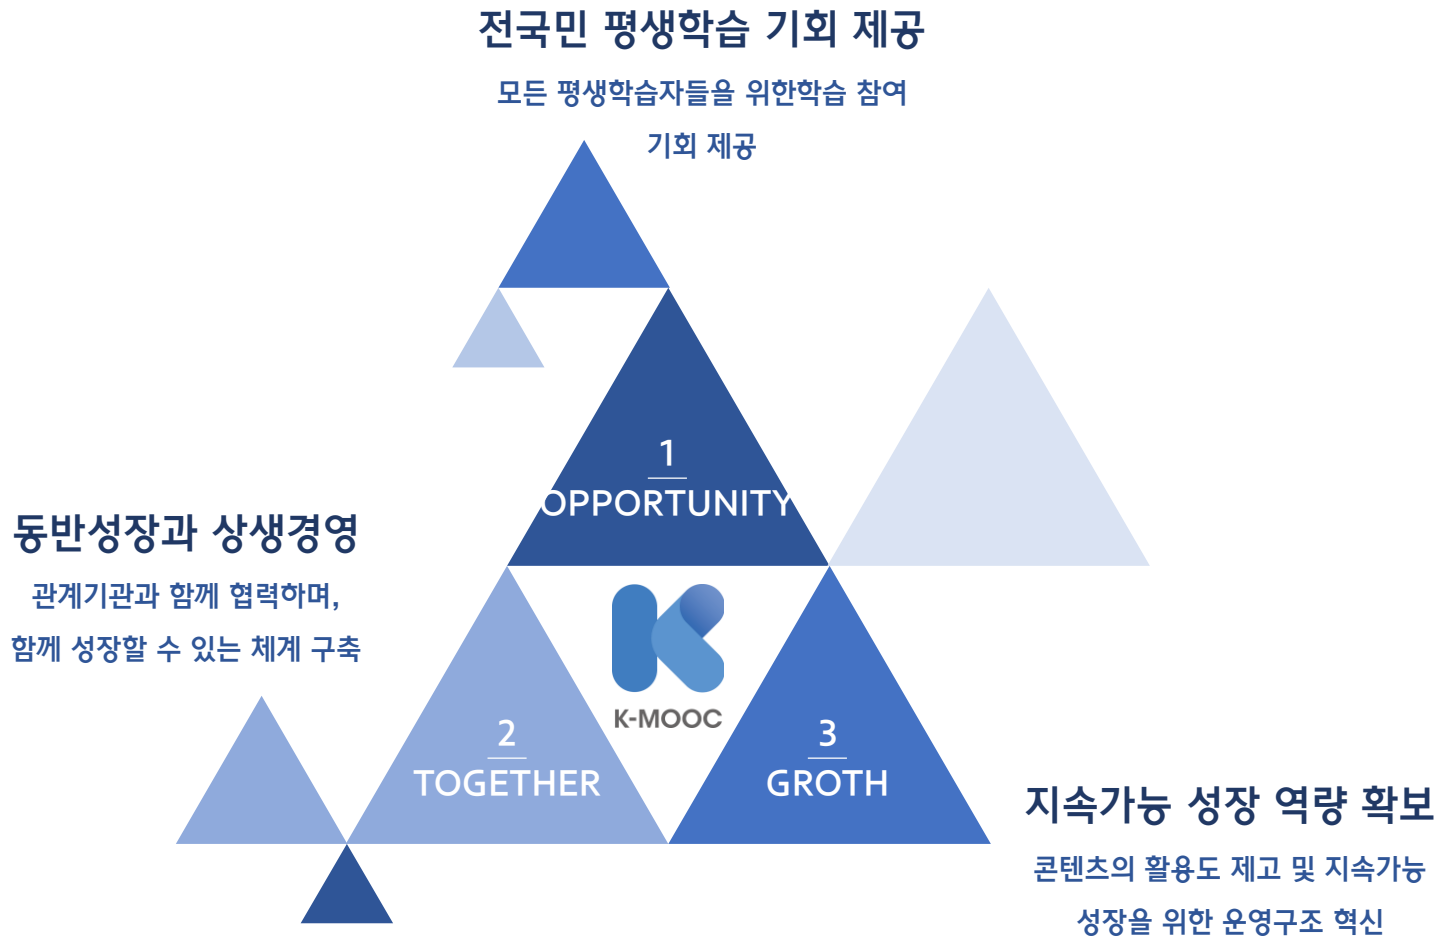 전국민 평생학습 기회 제공
모든 평생학습자들을 위한학습 참여
기회 제공
1
OPPORTUNITY
동반성장과 상생경영
관계기관과 함께 협력하며,
함께 성장할 수 있는 체계 구축
K-MOOC
2
TOGETHER
3
GROTH
지속가능 성장 역량 확보
콘텐츠의 활용도 제고 및 지속가능
성장을 위한 운영구조 혁신